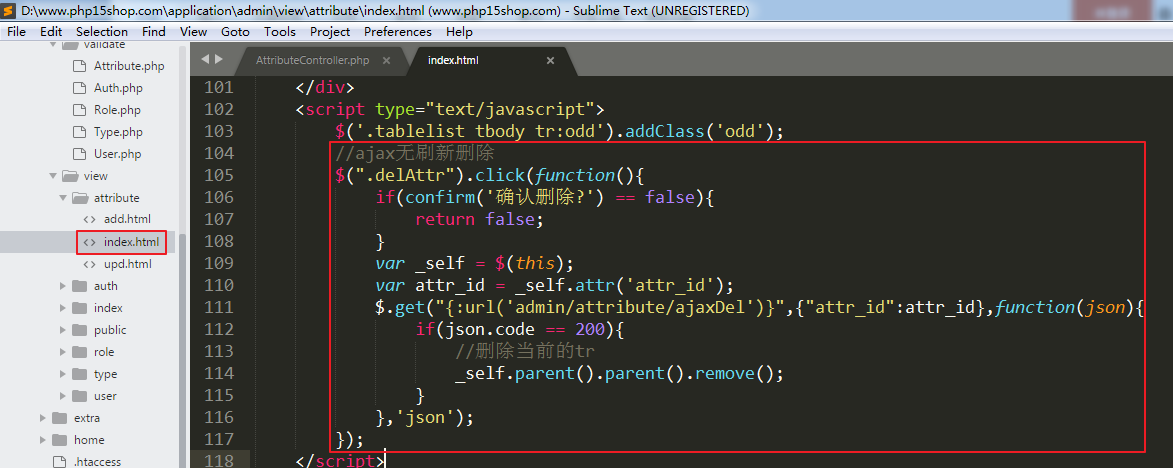 D:\www.php15shop.com\application\admin\view\attribute\index.html (www.php15shop.com) - Sublime Text (UNREGISTERED)
File Edit Selection Find View Goto Tools Project Preferences Help
validate
Attribute.php
Auth.php
Role.php
Type.php
User.php
view
attribute
add.html
index.html
upd.html
auth
index
public
role
type
user
extra
home
.htaccess
AttributeController.php × index.html ×
101 </div>
102 <script type="text/javascript">
103 $('.tablelist tbody tr:odd').addClass('odd');
104 //ajax无刷新删除
105 $(".delAttr").click(function(){
106 if(confirm('确认删除?') == false){
107 return false;
108 }
109 var _self = $(this);
110 var attr_id = _self.attr('attr_id');
111 $.get("{:url('admin/attribute/ajaxDel')}",{"attr_id":attr_id},function(json){
112 if(json.code == 200){
113 //删除当前的tr
114 _self.parent().parent().remove();
115 }
116 },'json');
117 });
118 </script>